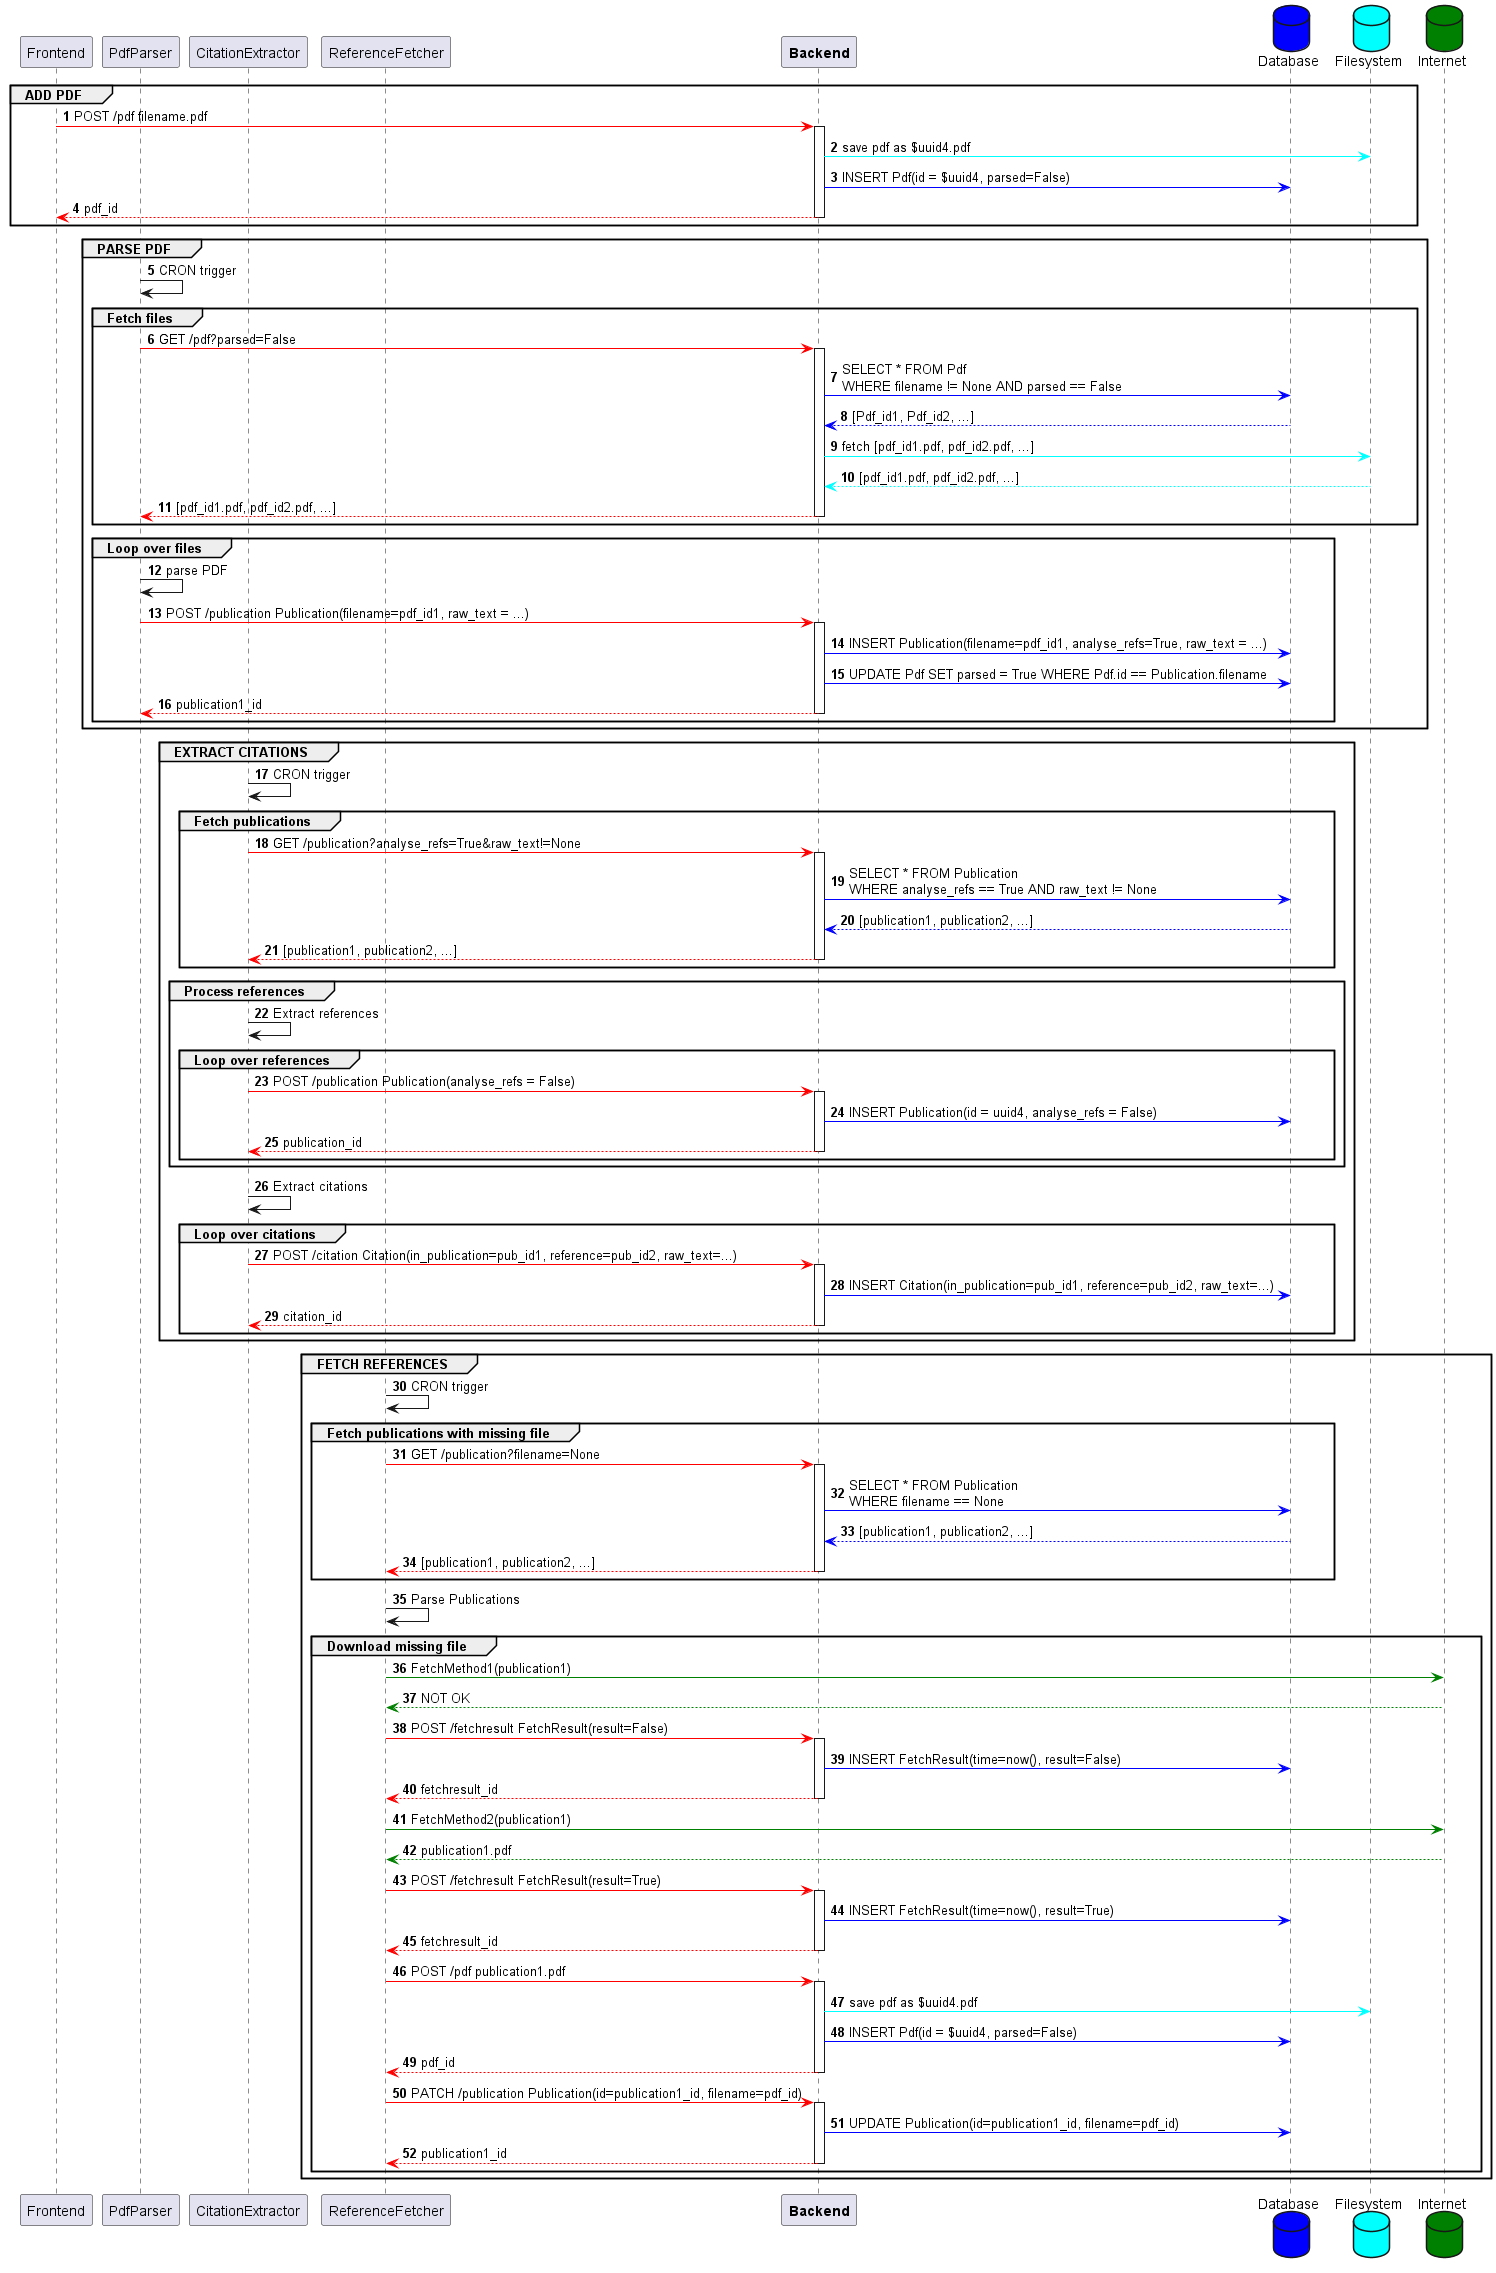 Frontend
PdfParser
CitationExtractor
ReferenceFetcher
Backend
Database
Filesystem
Internet
ADD PDF
1 POST /pdf filename.pdf
2 save pdf as $uuid4.pdf
3 INSERT Pdf(id = $uuid4, parsed=False)
4 pdf_id
PARSE PDF
5 CRON trigger
Fetch files
6 GET /pdf?parsed=False
7 SELECT * FROM Pdf
WHERE filename != None AND parsed == False
8 [Pdf_id1, Pdf_id2, ...]
9 fetch [pdf_id1.pdf, pdf_id2.pdf, ...]
10 [pdf_id1.pdf, pdf_id2.pdf, ...]
11 [pdf_id1.pdf, pdf_id2.pdf, ...]
Loop over files
12 parse PDF
13 POST /publication Publication(filename=pdf_id1, raw_text = ...)
14 INSERT Publication(filename=pdf_id1, analyse_refs=True, raw_text = ...)
15 UPDATE Pdf SET parsed = True WHERE Pdf.id == Publication.filename
16 publication1_id
EXTRACT CITATIONS
17 CRON trigger
Fetch publications
18 GET /publication?analyse_refs=True&raw_text!=None
19 SELECT * FROM Publication
WHERE analyse_refs == True AND raw_text != None
20 [publication1, publication2, ...]
21 [publication1, publication2, ...]
Process references
22 Extract references
Loop over references
23 POST /publication Publication(analyse_refs = False)
24 INSERT Publication(id = uuid4, analyse_refs = False)
25 publication_id
26 Extract citations
Loop over citations
27 POST /citation Citation(in_publication=pub_id1, reference=pub_id2, raw_text=...)
28 INSERT Citation(in_publication=pub_id1, reference=pub_id2, raw_text=...)
29 citation_id
FETCH REFERENCES
30 CRON trigger
Fetch publications with missing file
31 GET /publication?filename=None
32 SELECT * FROM Publication
WHERE filename == None
33 [publication1, publication2, ...]
34 [publication1, publication2, ...]
35 Parse Publications
Download missing file
36 FetchMethod1(publication1)
37 NOT OK
38 POST /fetchresult FetchResult(result=False)
39 INSERT FetchResult(time=now(), result=False)
40 fetchresult_id
41 FetchMethod2(publication1)
42 publication1.pdf
43 POST /fetchresult FetchResult(result=True)
44 INSERT FetchResult(time=now(), result=True)
45 fetchresult_id
46 POST /pdf publication1.pdf
47 save pdf as $uuid4.pdf
48 INSERT Pdf(id = $uuid4, parsed=False)
49 pdf_id
50 PATCH /publication Publication(id=publication1_id, filename=pdf_id)
51 UPDATE Publication(id=publication1_id, filename=pdf_id)
52 publication1_id
Frontend
PdfParser
CitationExtractor
ReferenceFetcher
Backend
Database
Filesystem
Internet